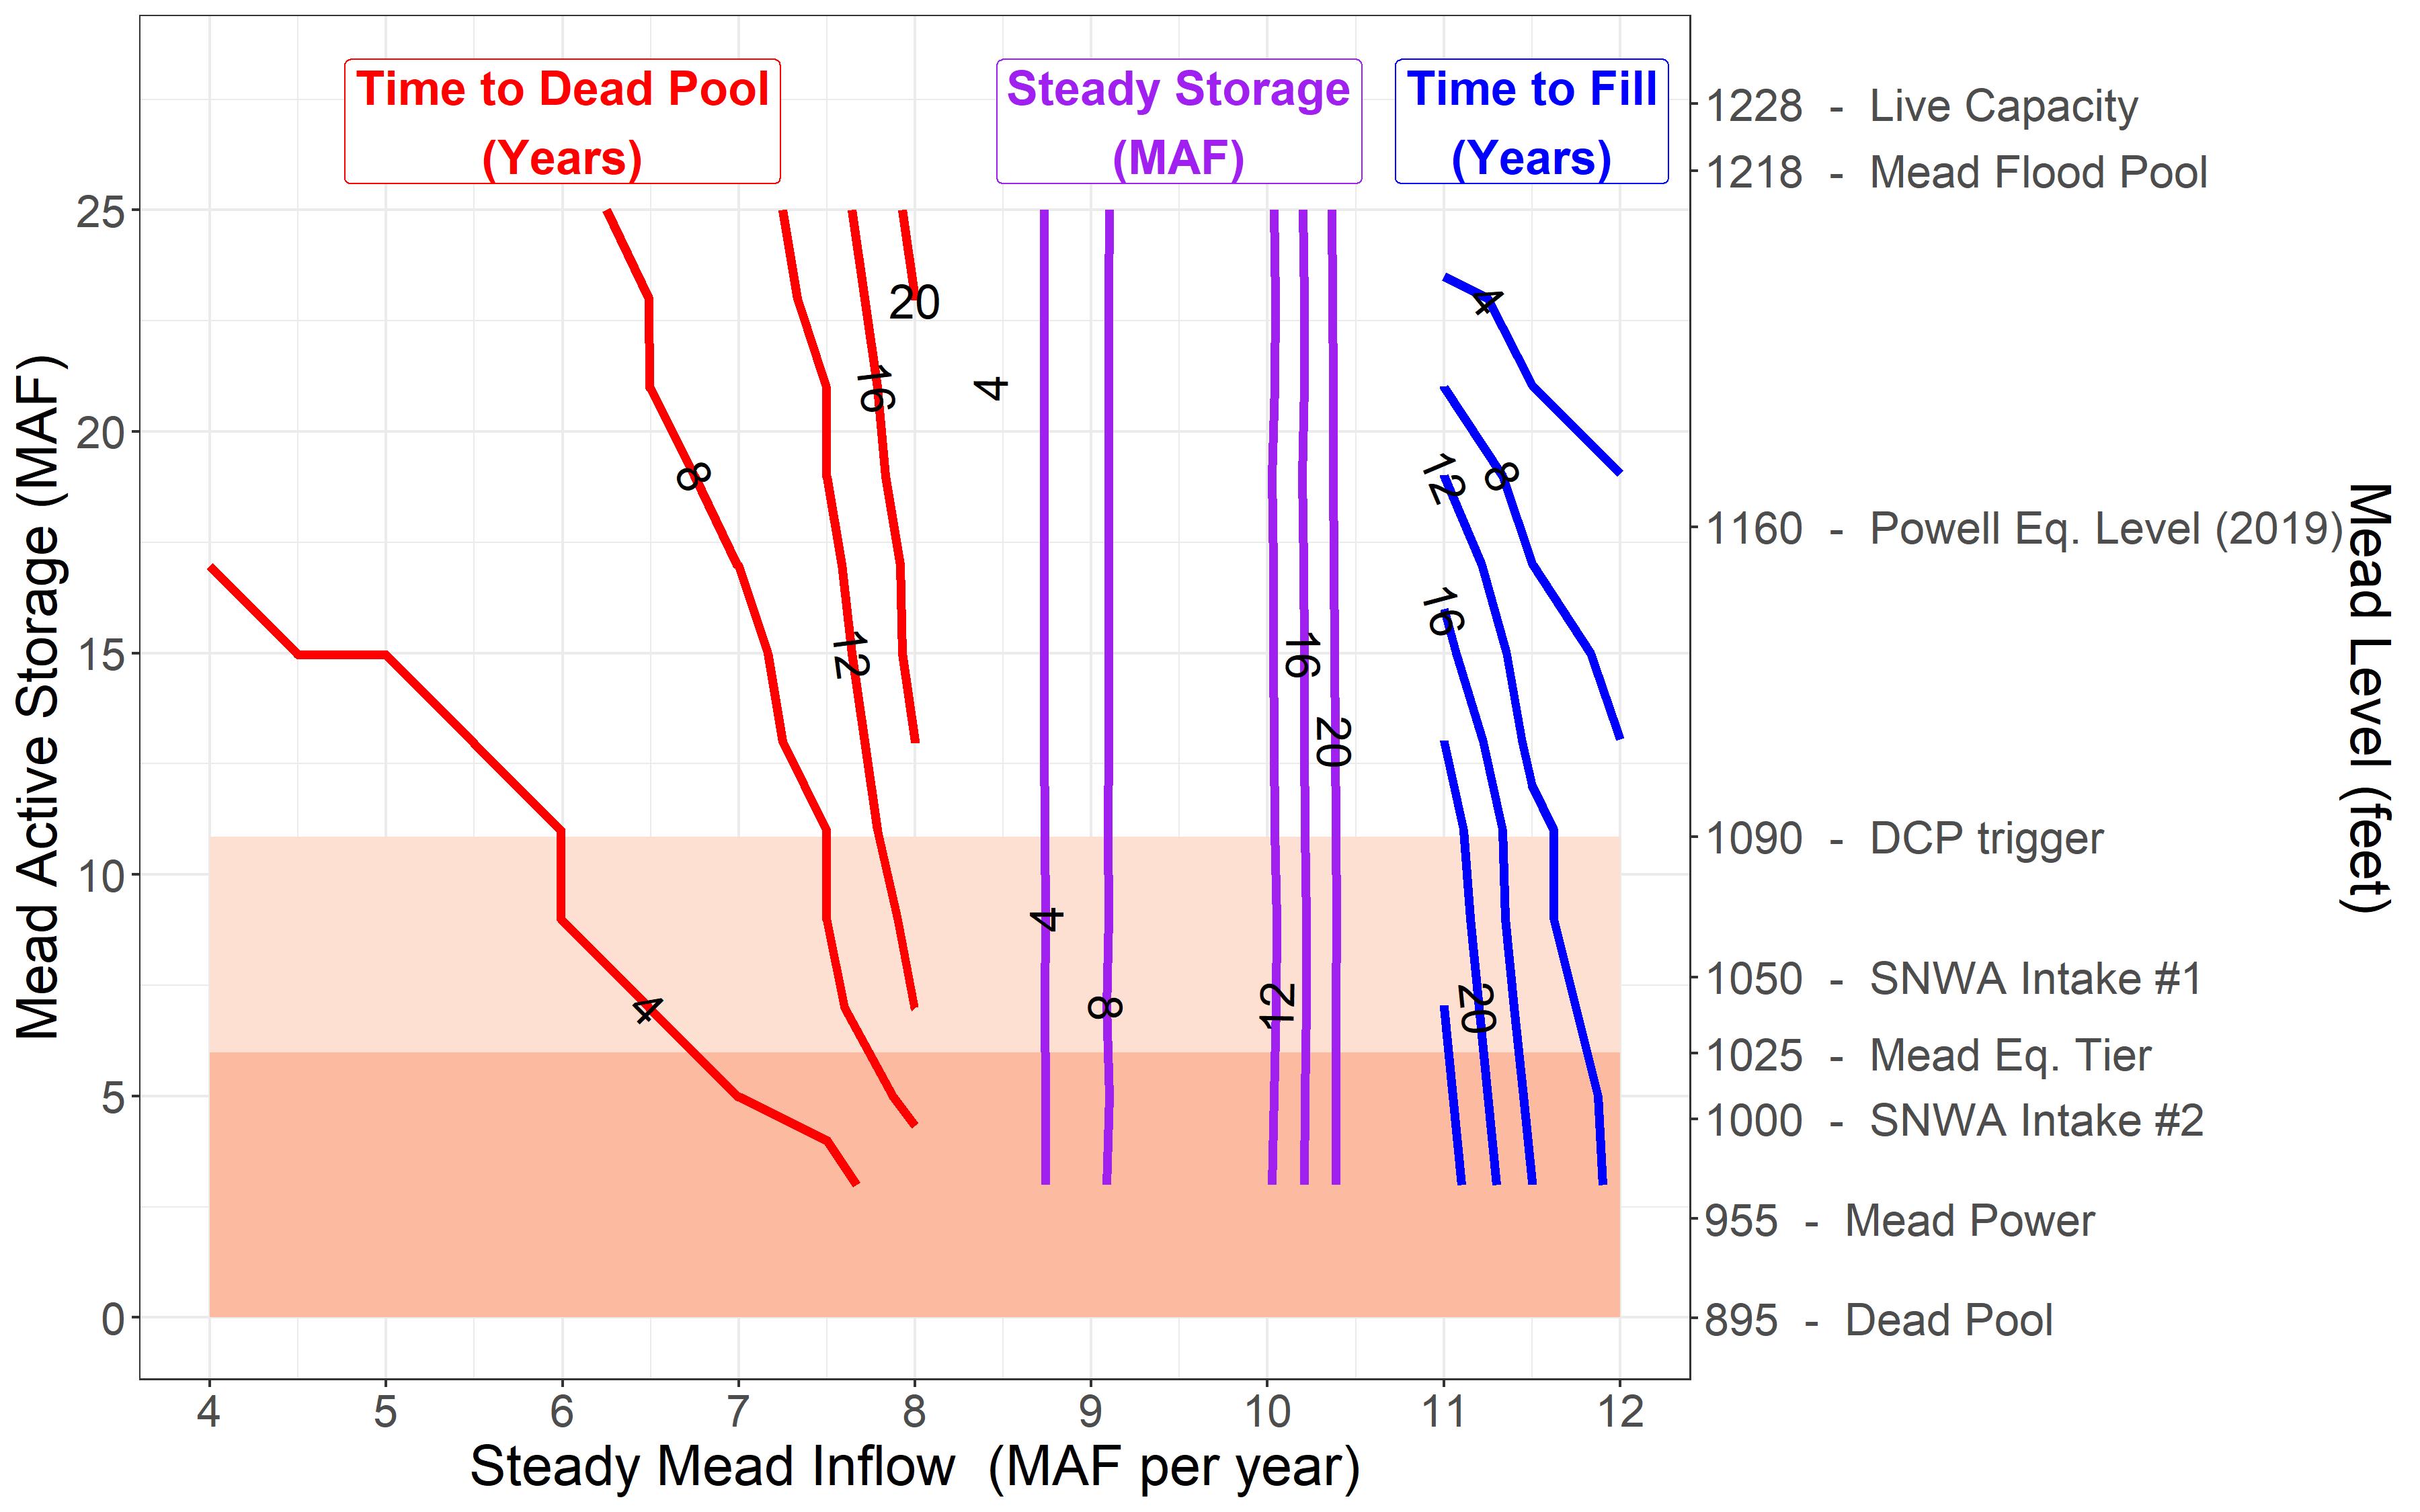 Time to Dead Pool
(Years)
Steady Storage
(MAF)
Time to Fill
(Years)
Mead Active Storage (MAF)
25
20
15
10
5
0
4
5
6
7
8
9
10
11
12
Steady Mead Inflow  (MAF per year)
4
8
12
16
20
4
4
8
12
16
20
4
8
12
16
20
1228 - Live Capacity
1218 - Mead Flood Pool
1160 - Powell Eq. Level (2019)
1090 - DCP trigger
1050 - SNWA Intake #1
1025 - Mead Eq. Tier
1000 - SNWA Intake #2
955 - Mead Power
895 - Dead Pool
Mead Level (feet)